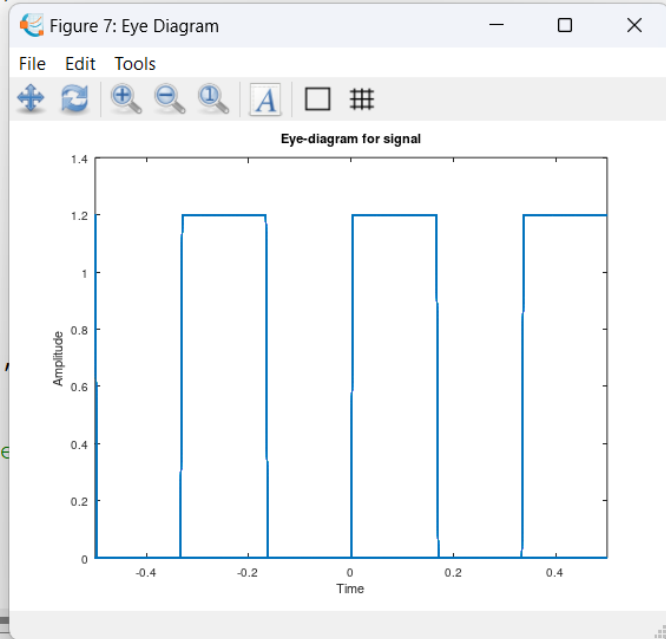 Figure 7: Eye Diagram
File Edit Tools
A
Eye-diagram for signal
1.4
1.2
1
0.8
0.6
0.4
0.2
0
Amplitude
-0.4 -0.2 0 0.2 0.4
Time